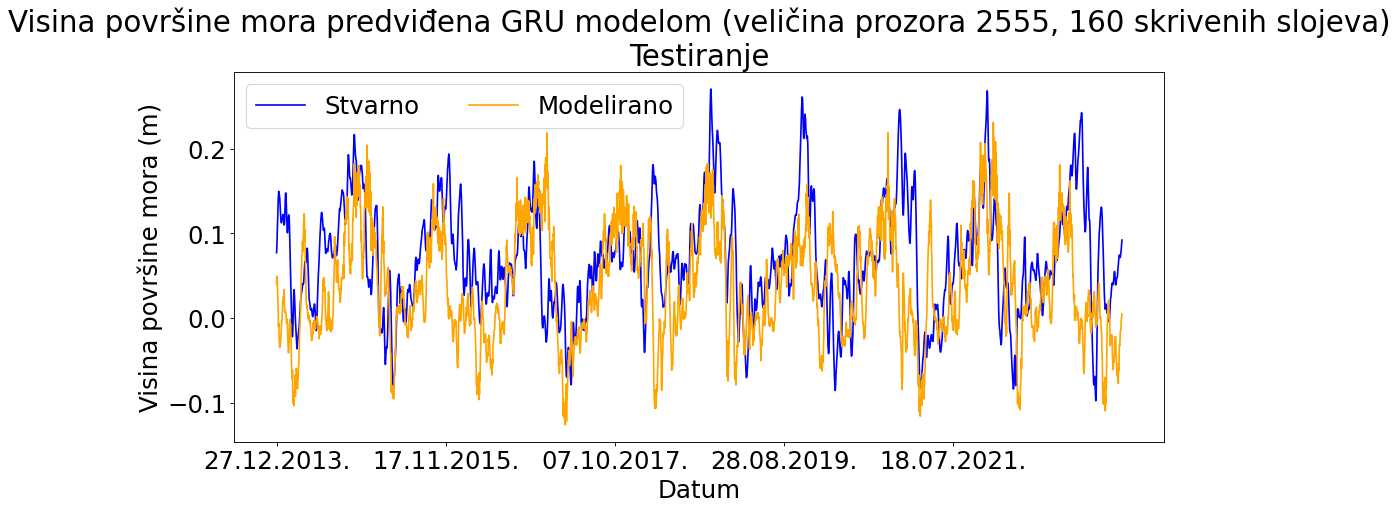 Visina površine mora predviđena GRU modelom (veličina prozora 2555, 160 skrivenih slojeva)
Testiranje
Stvarno
Modelirano
Visina površine mora (m)
0.2
0.1
0.0
−0.1
27.12.2013.
17.11.2015.
07.10.2017.
28.08.2019.
18.07.2021.
Datum